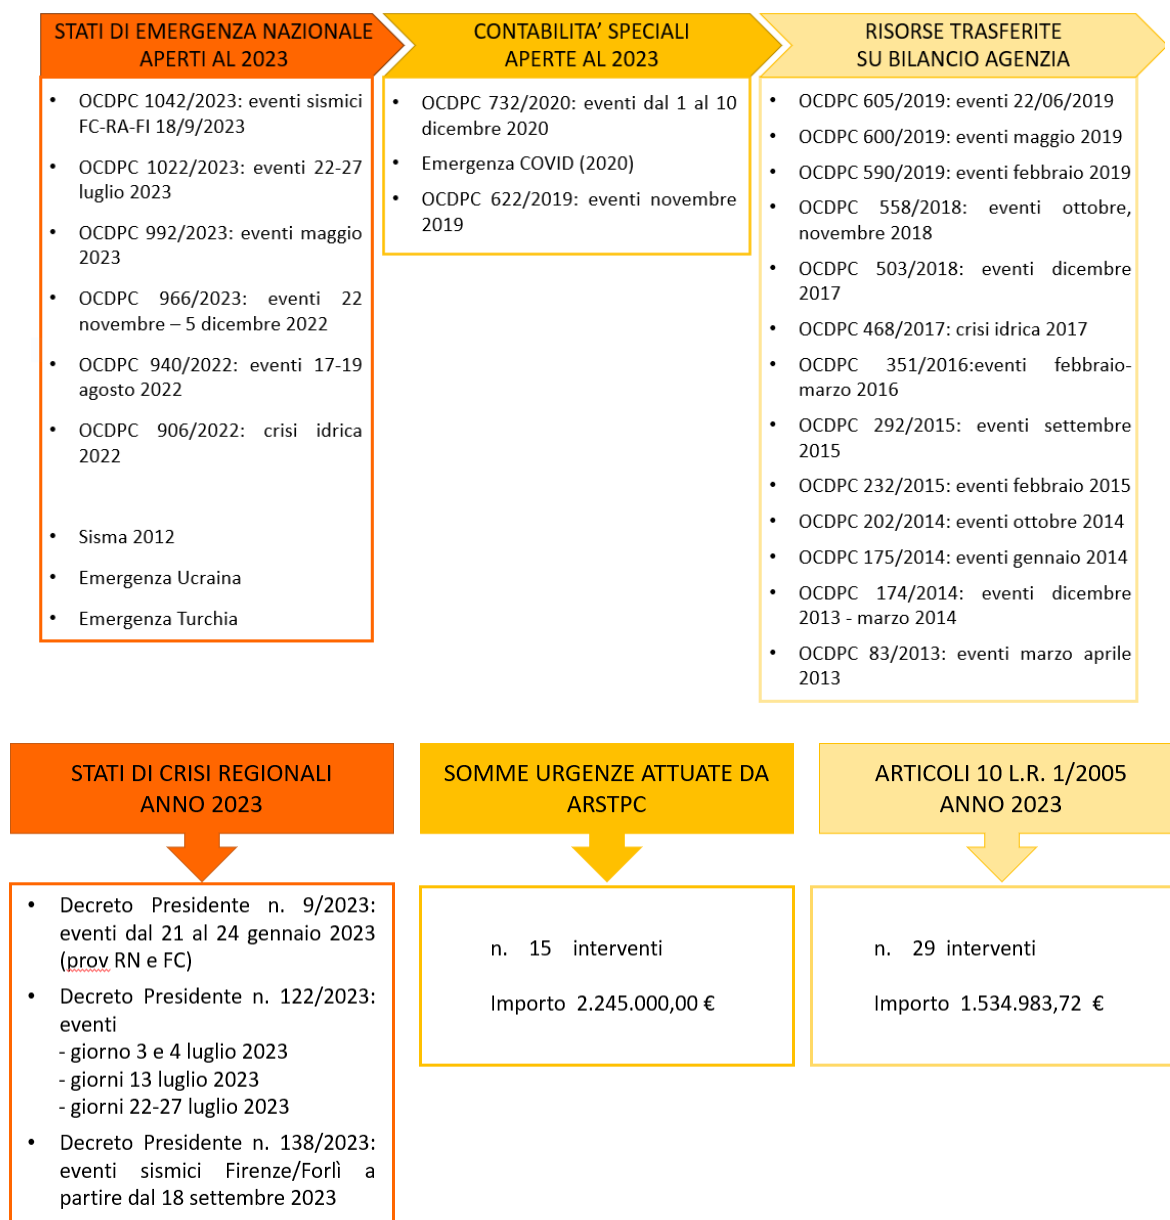 STATI DI EMERGENZA NAZIONALE
APERTI AL 2023
• OCDPC 1042/2023: eventi sismici
FC-RA-FI 18/9/2023
• OCDPC 1022/2023: eventi 22-27
luglio 2023
• OCDPC 992/2023: eventi maggio
2023
• OCDPC 966/2023: eventi 22
novembre – 5 dicembre 2022
• OCDPC 940/2022: eventi 17-19
agosto 2022
• OCDPC 906/2022: crisi idrica
2022
• Sisma 2012
• Emergenza Ucraina
• Emergenza Turchia
CONTABILITA’ SPECIALI
APERTE AL 2023
• OCDPC 732/2020: eventi dal 1 al 10
dicembre 2020
• Emergenza COVID (2020)
• OCDPC 622/2019: eventi novembre
2019
RISORSE TRASFERITE
SU BILANCIO AGENZIA
• OCDPC 605/2019: eventi 22/06/2019
• OCDPC 600/2019: eventi maggio 2019
• OCDPC 590/2019: eventi febbraio 2019
• OCDPC 558/2018: eventi ottobre,
novembre 2018
• OCDPC 503/2018: eventi dicembre
2017
• OCDPC 468/2017: crisi idrica 2017
• OCDPC 351/2016:eventi febbraio-
marzo 2016
• OCDPC 292/2015: eventi settembre
2015
• OCDPC 232/2015: eventi febbraio 2015
• OCDPC 202/2014: eventi ottobre 2014
• OCDPC 175/2014: eventi gennaio 2014
• OCDPC 174/2014: eventi dicembre
2013 - marzo 2014
• OCDPC 83/2013: eventi marzo aprile
2013
STATI DI CRISI REGIONALI
ANNO 2023
• Decreto Presidente n. 9/2023:
eventi dal 21 al 24 gennaio 2023
(prov RN e FC)
• Decreto Presidente n. 122/2023:
eventi
- giorno 3 e 4 luglio 2023
- giorni 13 luglio 2023
- giorni 22-27 luglio 2023
• Decreto Presidente n. 138/2023:
eventi sismici Firenze/Forlì a
partire dal 18 settembre 2023
SOMME URGENZE ATTUATE DA
ARSTPC
n. 15 interventi
Importo 2.245.000,00 €
ARTICOLI 10 L.R. 1/2005
ANNO 2023
n. 29 interventi
Importo 1.534.983,72 €